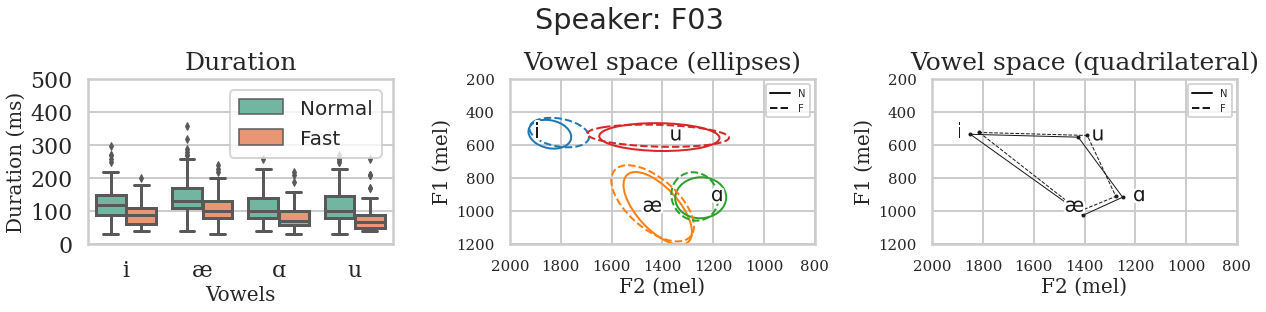 Speaker: F03
Duration
500
400
300
200
100
0
Duration (ms)
Normal
Fast
i æ ɑ u
Vowels
Vowel space (ellipses)
200
400
600
800
1000
1200
F1 (mel)
N
F
i
u
æ
ɑ
2000 1800 1600 1400 1200 1000 800
F2 (mel)
Vowel space (quadrilateral)
200
400
600
800
1000
1200
F1 (mel)
N
F
i
u
æ
ɑ
2000 1800 1600 1400 1200 1000 800
F2 (mel)